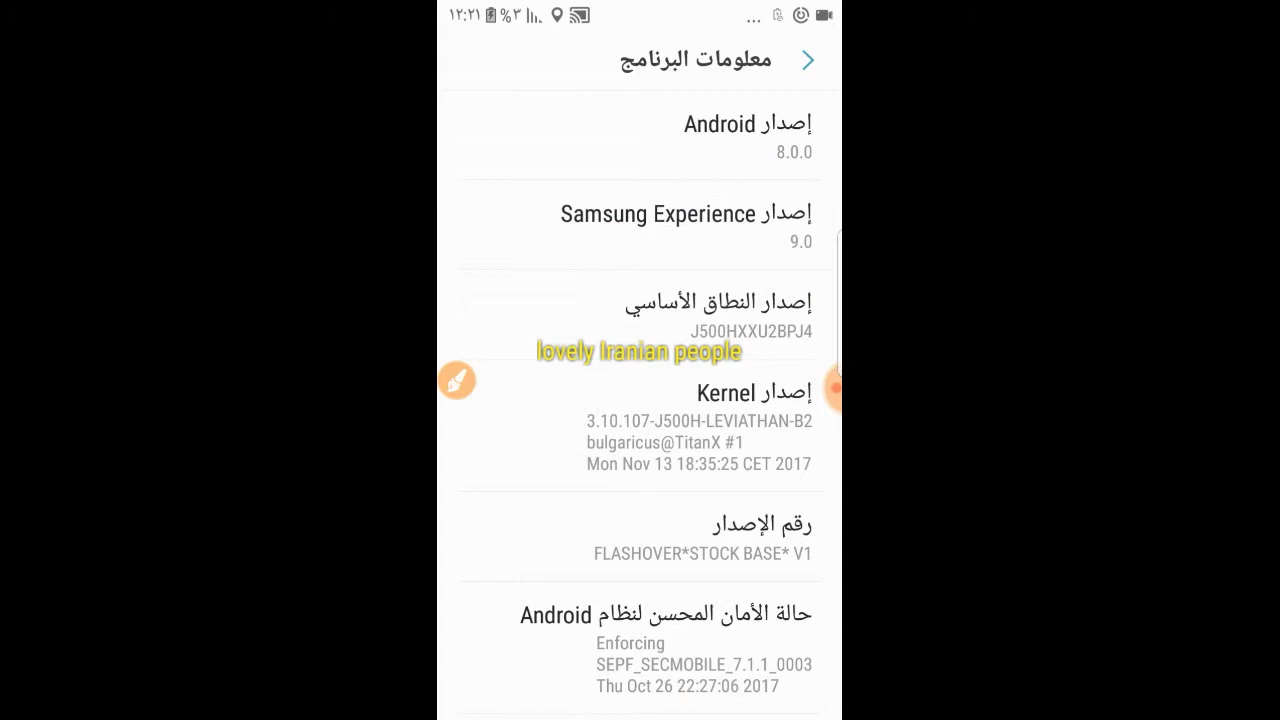 ١٢:٢١ %٣ ...
معلومات البرنامج
إصدار Android
8.0.0
إصدار Samsung Experience
9.0
إصدار النطاق الأساسي
J500HXXU2BPJ4
lovely Iranian people
إصدار Kernel
3.10.107-J500H-LEVIATHAN-B2
bulgaricus@TitanX #1
Mon Nov 13 18:35:25 CET 2017
رقم الإصدار
FLASHOVER*STOCK BASE* V1
حالة الأمان المحسن لنظام Android
Enforcing
SEPF_SECMOBILE_7.1.1_0003
Thu Oct 26 22:27:06 2017